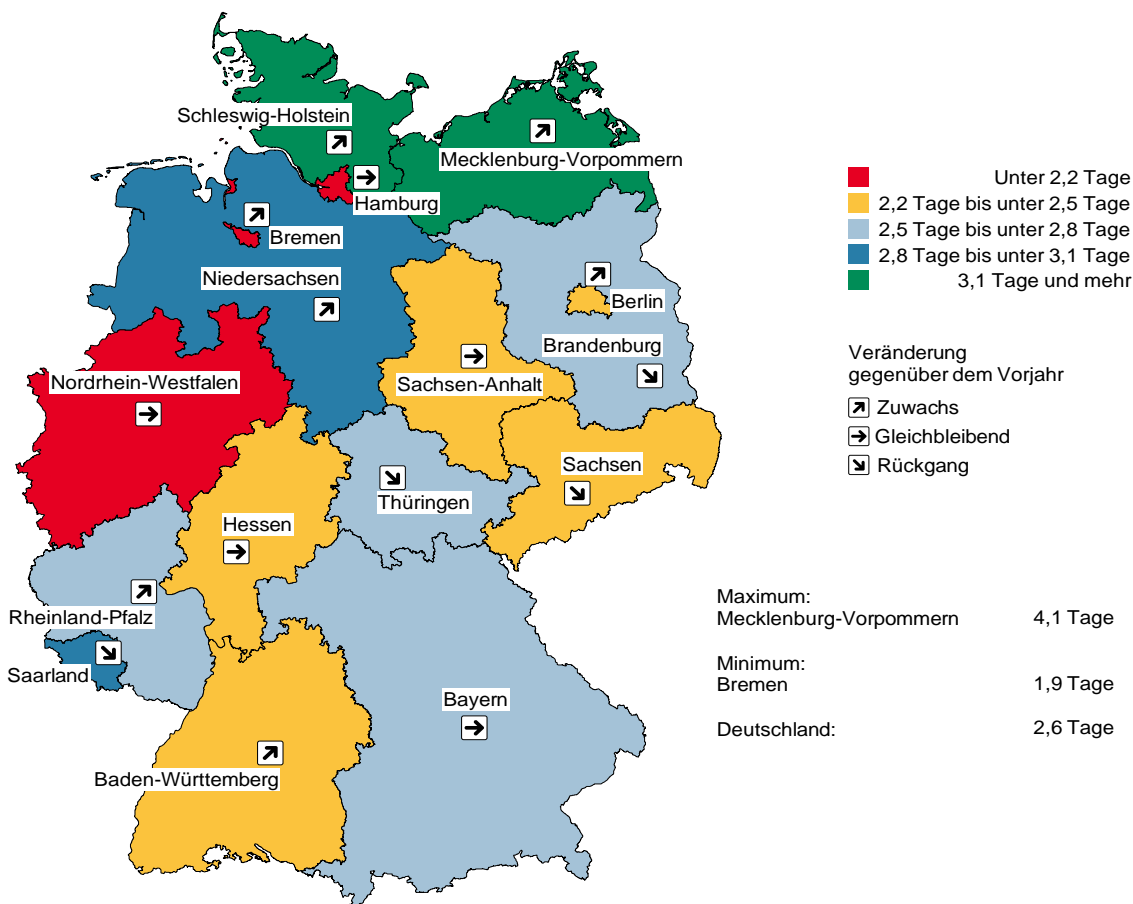 Schleswig-Holstein
Mecklenburg-Vorpommern
Hamburg
Bremen
Niedersachsen
Berlin
Brandenburg
Nordrhein-Westfalen
Sachsen-Anhalt
Sachsen
Thüringen
Hessen
Rheinland-Pfalz
Saarland
Bayern
Baden-Württemberg
Unter 2,2 Tage
2,2 Tage bis unter 2,5 Tage
2,5 Tage bis unter 2,8 Tage
2,8 Tage bis unter 3,1 Tage
3,1 Tage und mehr
Veränderung
gegenüber dem Vorjahr
Zuwachs
Gleichbleibend
Rückgang
Maximum:
Mecklenburg-Vorpommern 4,1 Tage
Minimum:
Bremen 1,9 Tage
Deutschland: 2,6 Tage